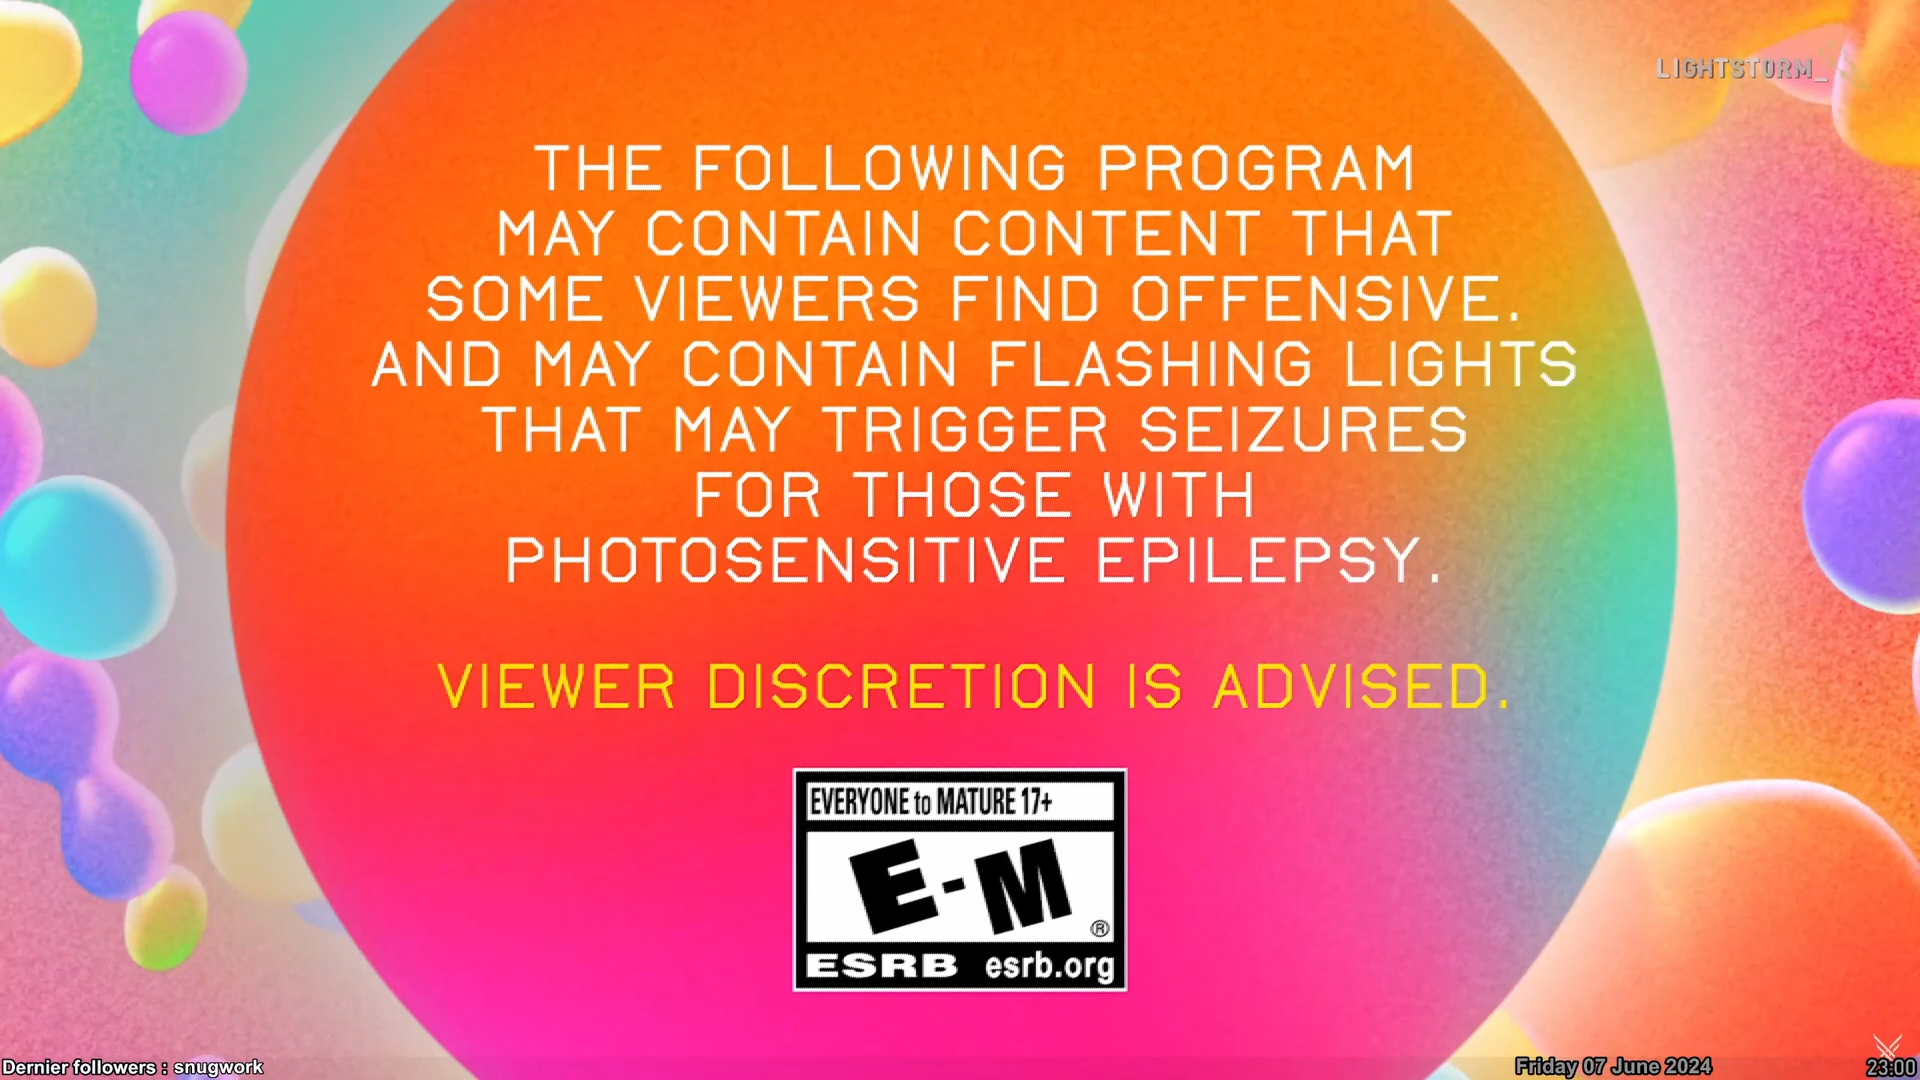 LIGHTSTORM_
THE FOLLOWING PROGRAM
MAY CONTAIN CONTENT THAT
SOME VIEWERS FIND OFFENSIVE.
AND MAY CONTAIN FLASHING LIGHTS
THAT MAY TRIGGER SEIZURES
FOR THOSE WITH
PHOTOSENSITIVE EPILEPSY.
VIEWER DISCRETION IS ADVISED.
EVERYONE to MATURE 17+
E-M
®
ESRB esrb.org
Dernier followers : snugwork
Friday 07 June 2024
23:00